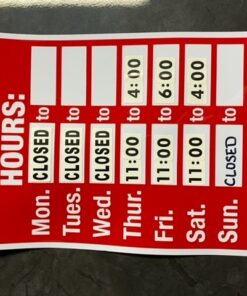 HOURS:
Mon. CLOSED to
Tues. CLOSED to
Wed. CLOSED to
Thur. 11:00 to 4:00
Fri. 11:00 to 6:00
Sat. 11:00 to 4:00
Sun. CLOSED to